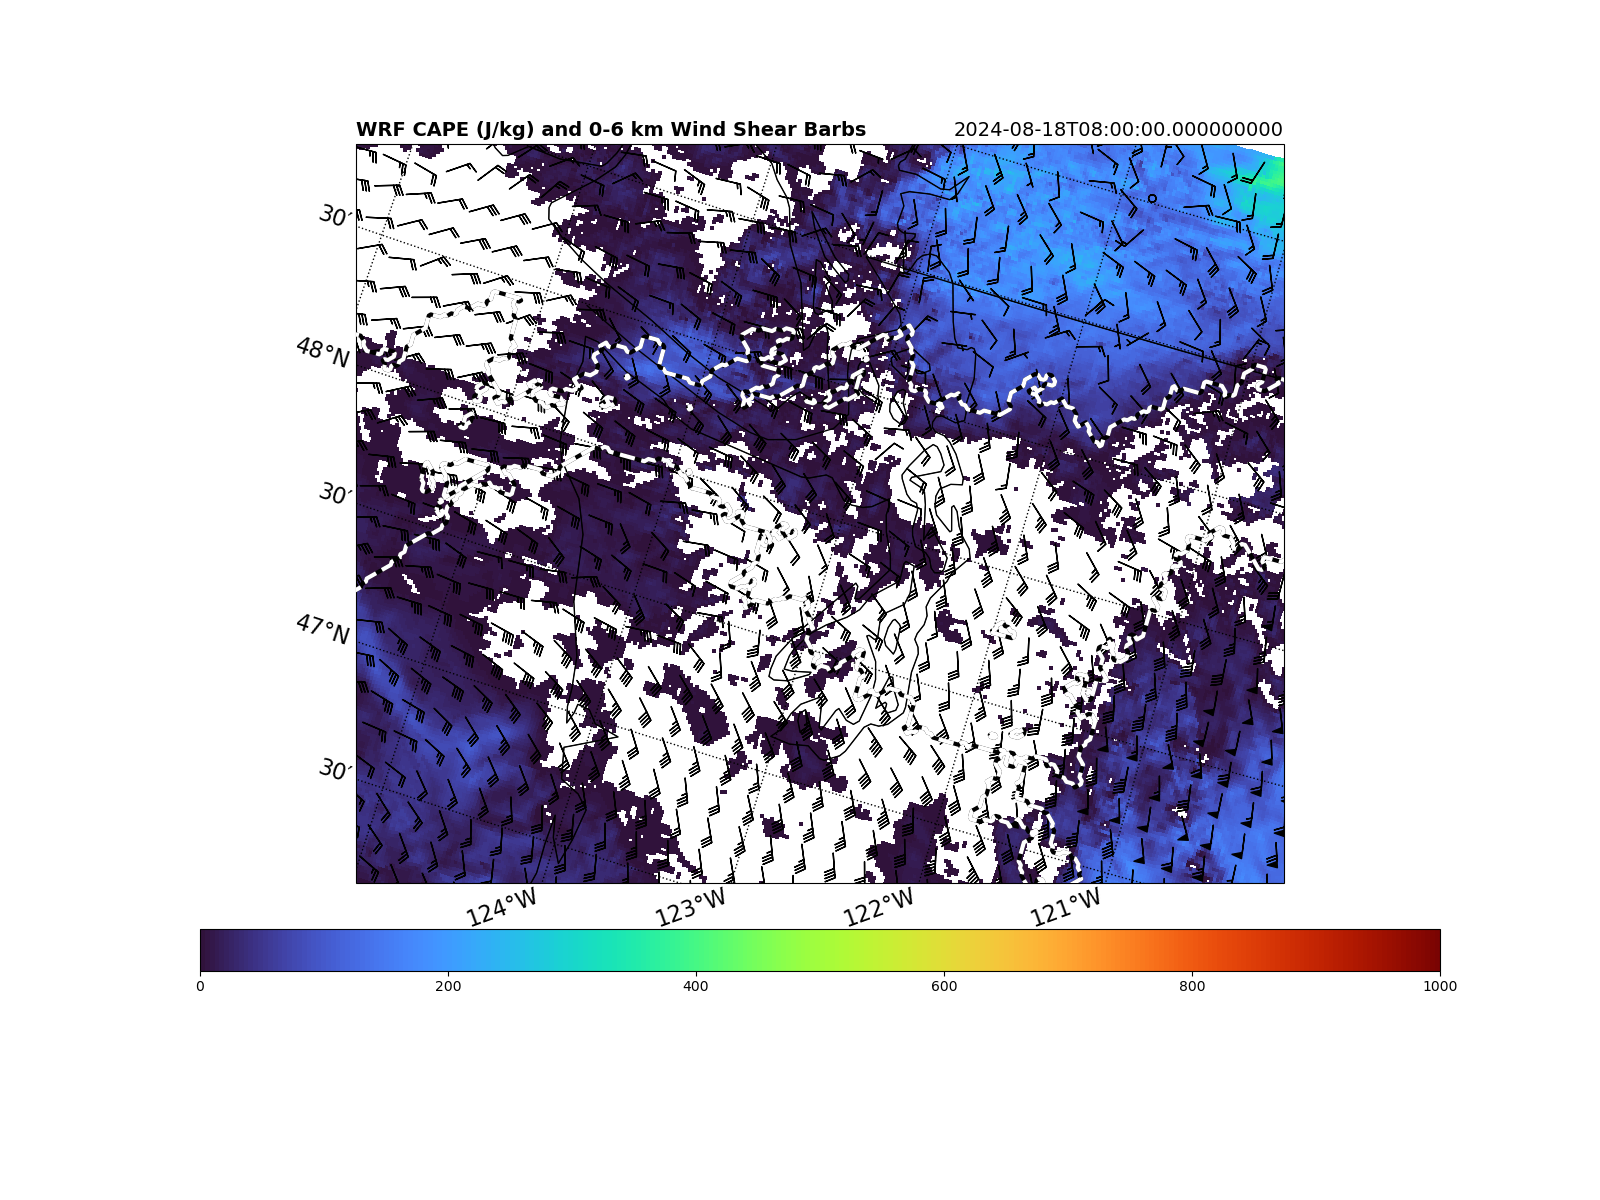 WRF CAPE (J/kg) and 0-6 km Wind Shear Barbs
2024-08-18T08:00:00.000000000
30′
48°N
30′
47°N
30′
124°W
123°W
122°W
121°W
0
200
400
600
800
1000